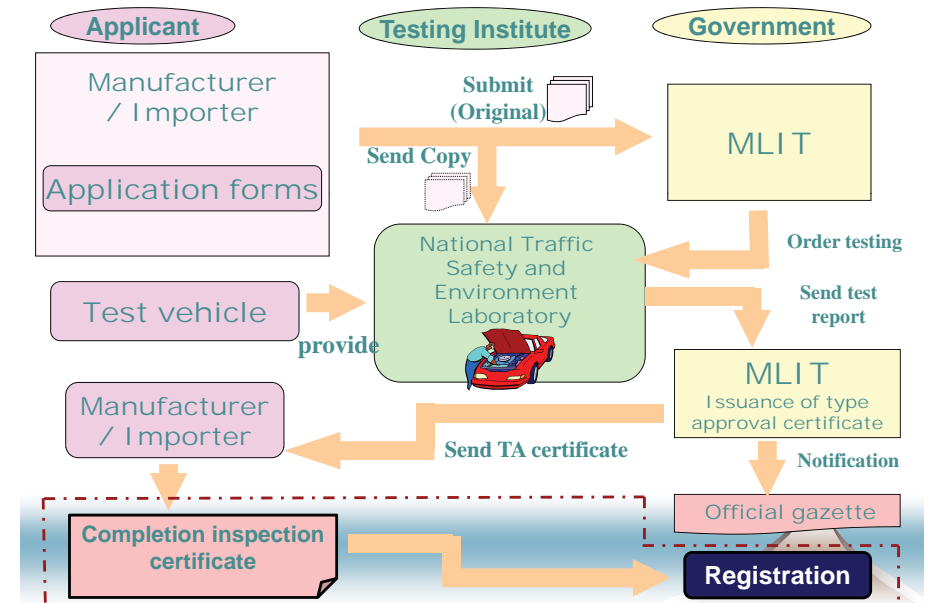 Applicant
Testing Institute
Government
Manufacturer
/ Importer
Application forms
Submit
(Original)
Send Copy
MLIT
National Traffic
Safety and
Environment
Laboratory
Order testing
Test vehicle
provide
Send test
report
MLIT
Issuance of type
approval certificate
Manufacturer
/ Importer
Send TA certificate
Notification
Official gazette
Completion inspection
certificate
Registration